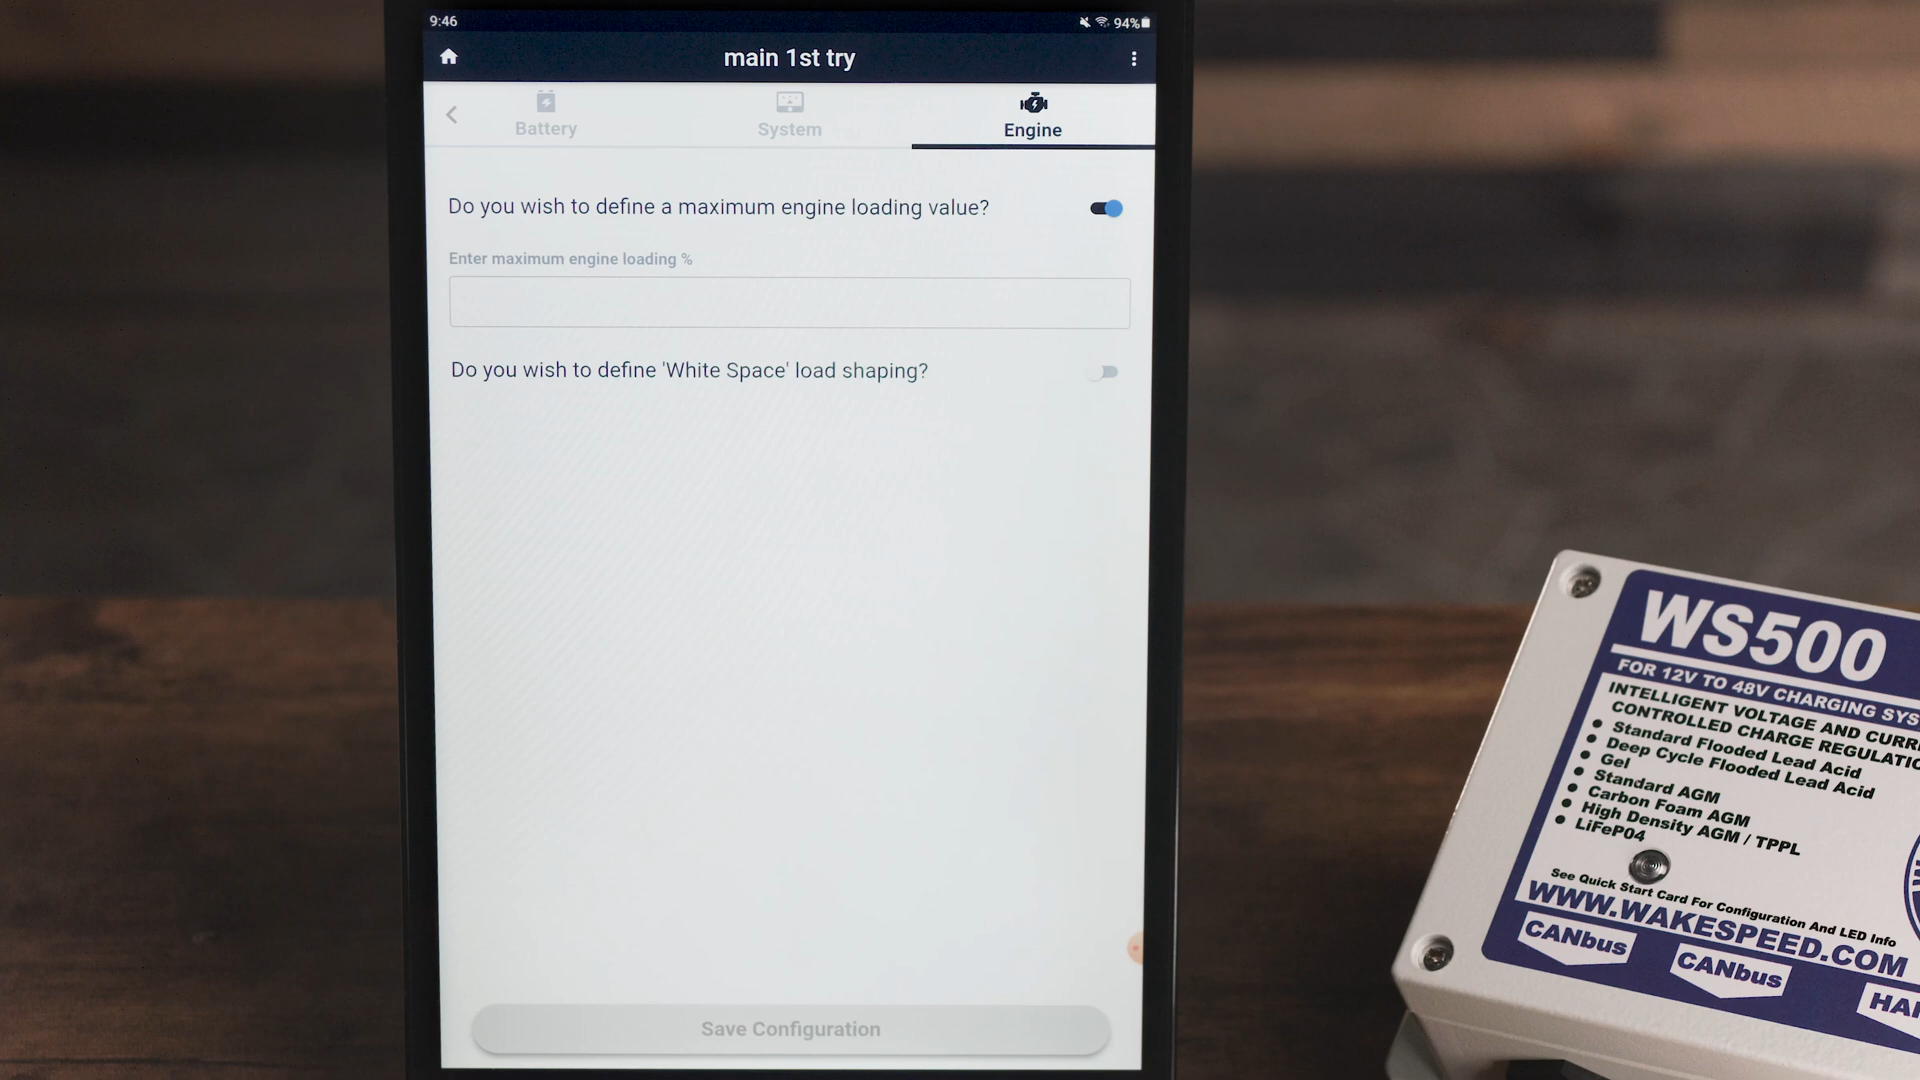 9:46
94%
main 1st try
Battery
System
Engine
Do you wish to define a maximum engine loading value?
Enter maximum engine loading %
Do you wish to define 'White Space' load shaping?
Save Configuration
WS500
FOR 12V TO 48V CHARGING SYS
INTELLIGENT VOLTAGE AND CURR
CONTROLLED CHARGE REGULATIO
• Standard Flooded Lead Acid
• Deep Cycle Flooded Lead Acid
• Gel
• Standard AGM
• Carbon Foam AGM
• High Density AGM / TPPL
• LiFeP04
See Quick Start Card For Configuration And LED Info
WWW.WAKESPEED.COM
CANbus
CANbus
HAR